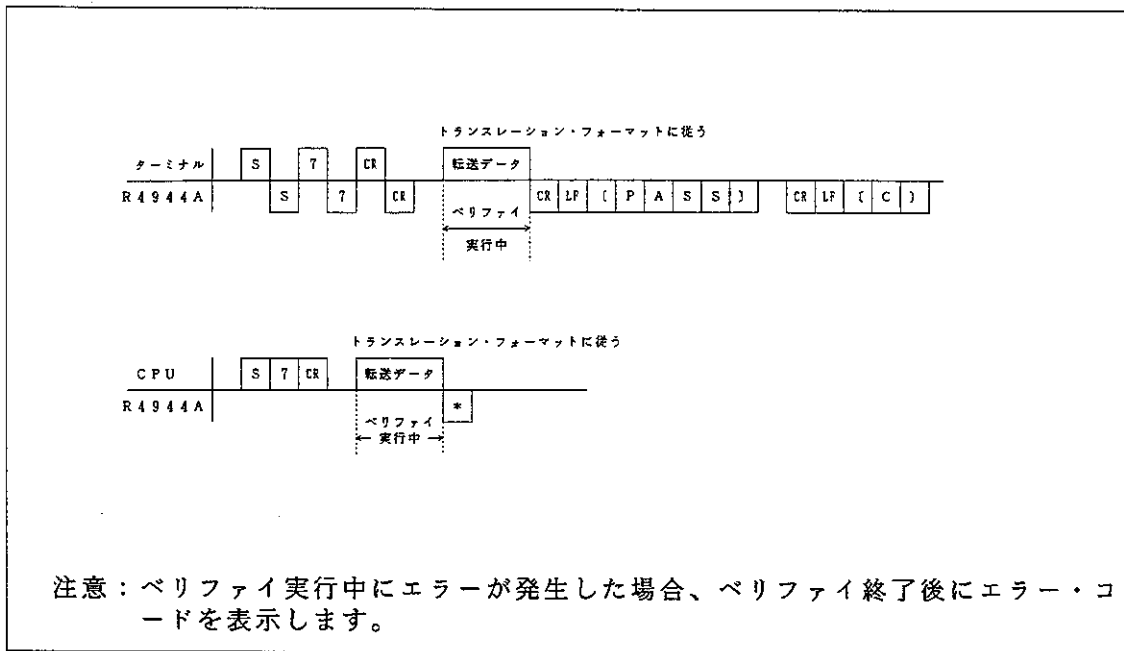 トランスレーション・フォーマットに従う
ターミナル S 7 CR 転送データ
R4944A S 7 CR ベリファイ CR LF [ P A S S ] CR LF [ C ]
実行中
トランスレーション・フォーマットに従う
CPU S 7 CR 転送データ
R4944A ベリファイ *
実行中
注意：ベリファイ実行中にエラーが発生した場合、ベリファイ終了後にエラー・コ
ードを表示します。